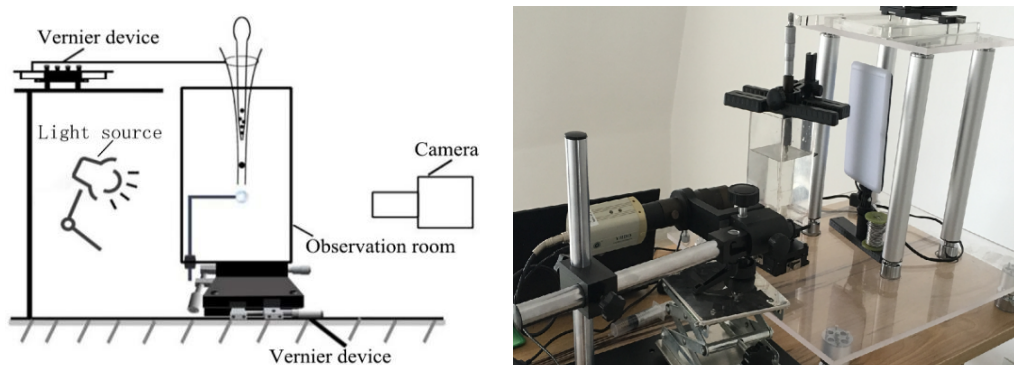 Vernier device
Light source
Camera
Observation room
Vernier device